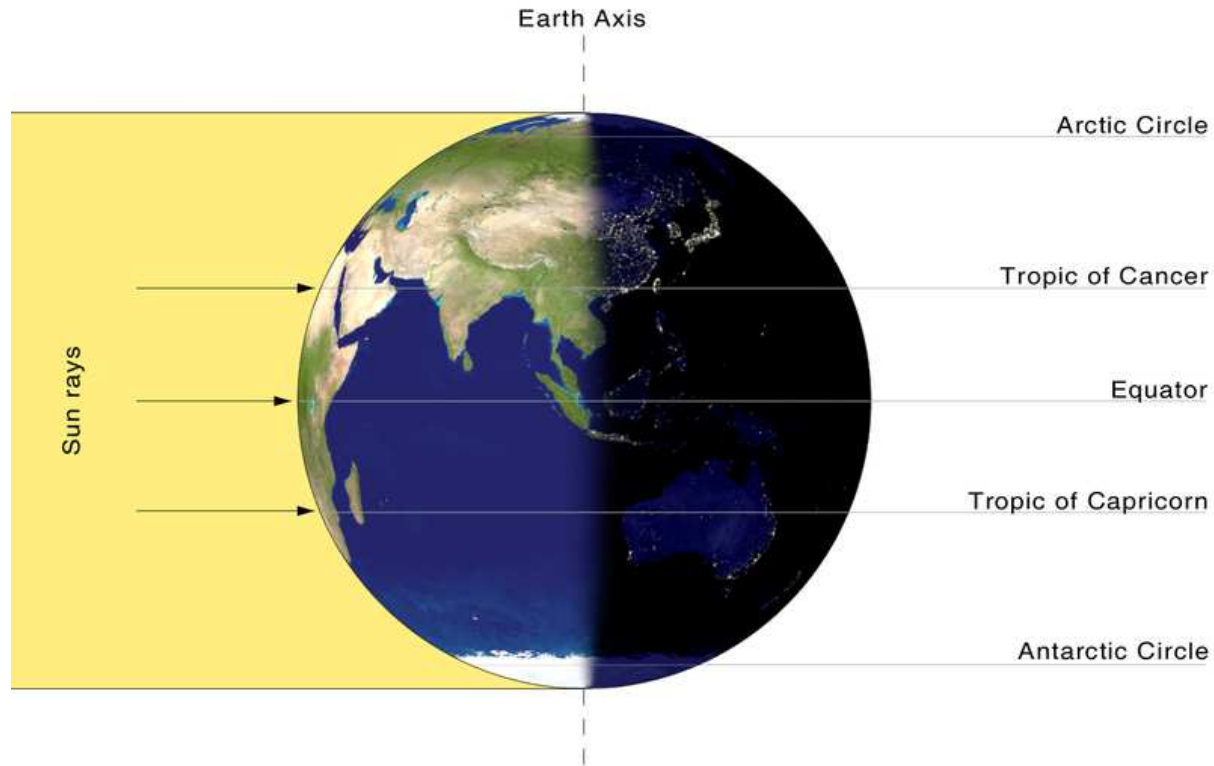 Earth Axis
Arctic Circle
Tropic of Cancer
Sun rays
Equator
Tropic of Capricorn
Antarctic Circle